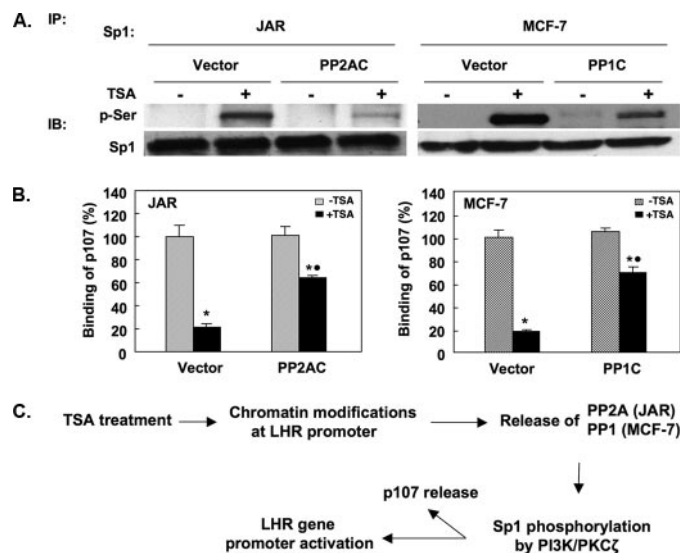 A. IP: Sp1: JAR MCF-7
Vector PP2AC Vector PP1C
TSA - + - + - + - +
p-Ser
IB:
Sp1
B.
140
120
100
80
60
40
20
0
Binding of p107 (%)
JAR
-TSA
+TSA
*
*●
Vector PP2AC
140
120
100
80
60
40
20
0
Binding of p107 (%)
MCF-7
-TSA
+TSA
*
*●
Vector PP1C
C.
TSA treatment
Chromatin modifications
at LHR promoter
Release of
PP2A (JAR)
PP1 (MCF-7)
p107 release
LHR gene
promoter activation
Sp1 phosphorylation
by PI3K/PKCζ